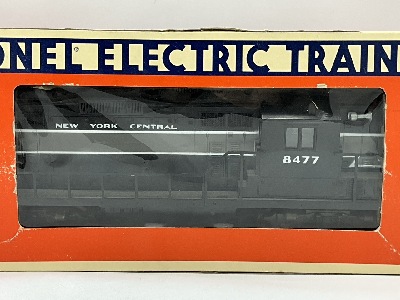 ONEL ELECTRIC TRAIN
NEW YORK CENTRAL
8477